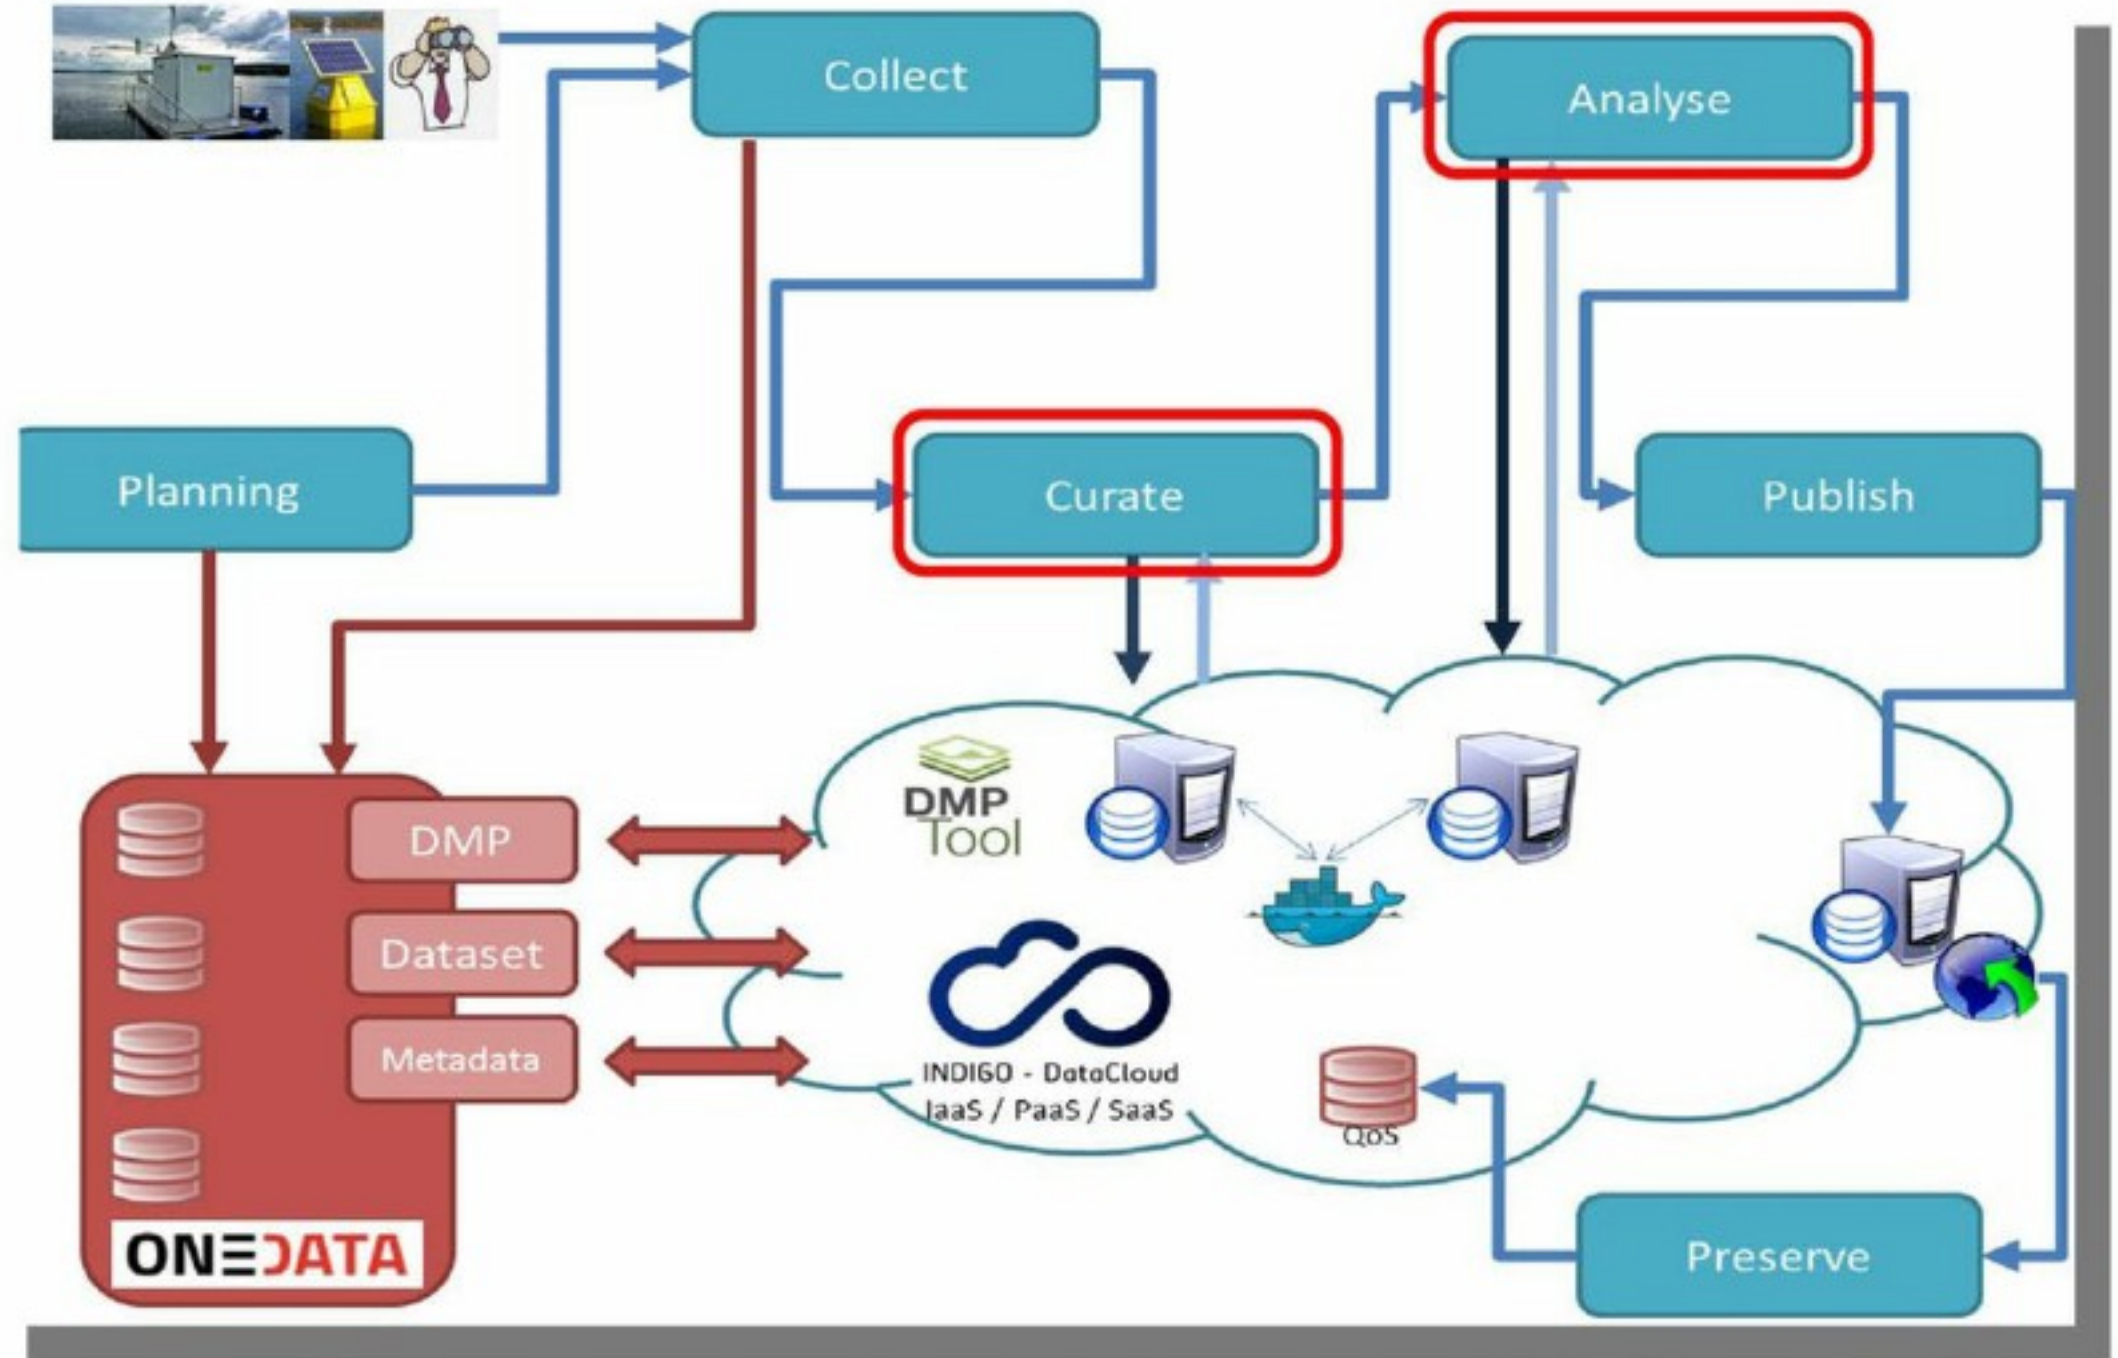 Collect
Analyse
Planning
Curate
Publish
DMP
Dataset
Metadata
ONEDATA
DMP
Tool
INDIGO - DataCloud
IaaS / PaaS / SaaS
QoS
Preserve